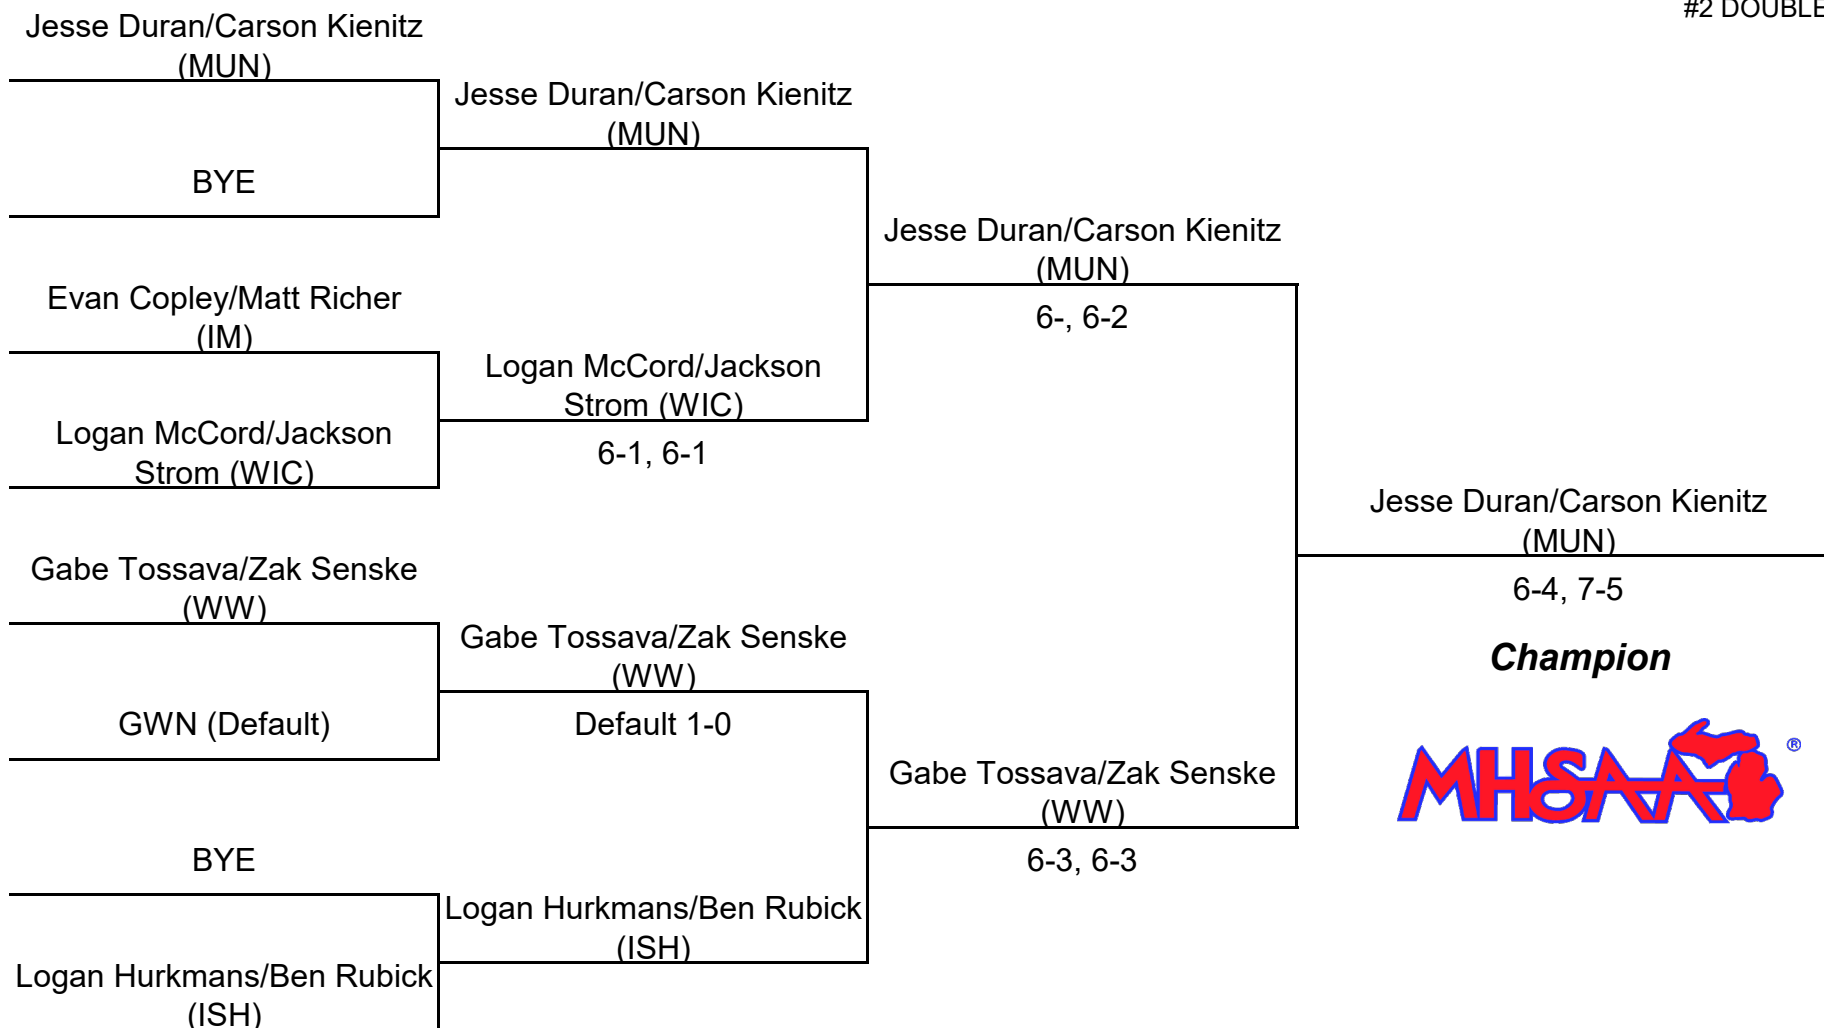 #2 DOUBLE
Jesse Duran/Carson Kienitz
(MUN)
BYE
Evan Copley/Matt Richer
(IM)
Logan McCord/Jackson
Strom (WIC)
Gabe Tossava/Zak Senske
(WW)
GWN (Default)
BYE
Logan Hurkmans/Ben Rubick
(ISH)
Jesse Duran/Carson Kienitz
(MUN)
Logan McCord/Jackson
Strom (WIC)
6-1, 6-1
Gabe Tossava/Zak Senske
(WW)
Default 1-0
Logan Hurkmans/Ben Rubick
(ISH)
Jesse Duran/Carson Kienitz
(MUN)
6-, 6-2
Gabe Tossava/Zak Senske
(WW)
6-3, 6-3
Jesse Duran/Carson Kienitz
(MUN)
6-4, 7-5
Champion
MHSAA®